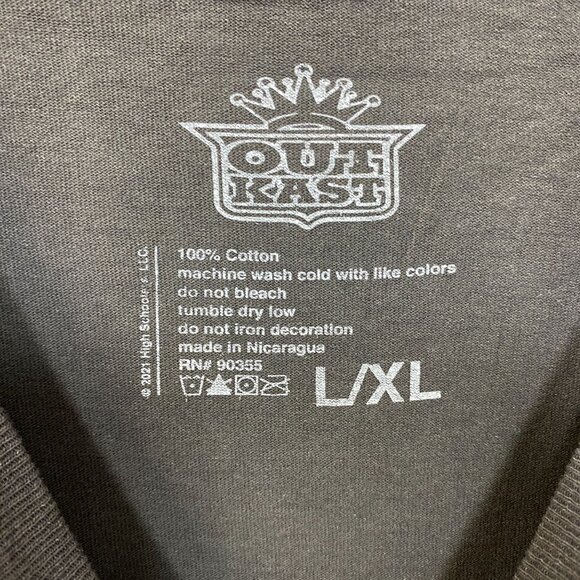 OUT
KAST
100% Cotton
machine wash cold with like colors
do not bleach
tumble dry low
do not iron decoration
made in Nicaragua
RN# 90355
L/XL
© 2021 High LLC.